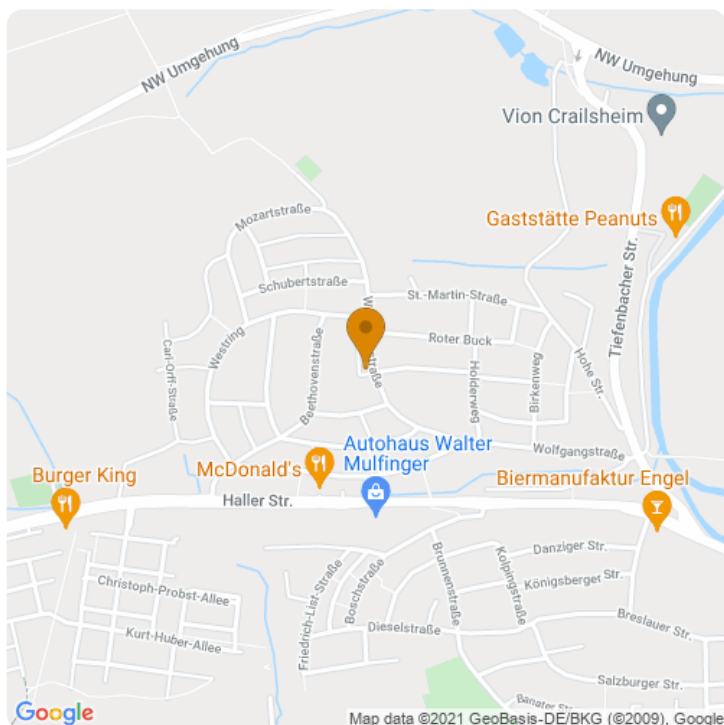 NW Umgehung
NW Umgehung
Vion Crailsheim
Gaststätte Peanuts
Mozartstraße
Schubertstraße
St.-Martin-Straße
Tiefenbacher Str.
Westring
Carl-Orff-Straße
Beethovenstraße
straße
Roter Buck
Holderweg
Birkenweg
Hohe Str.
Wolfgangstraße
Autohaus Walter
Mulfinger
McDonald's
Burger King
Haller Str.
Biermanufaktur Engel
Christoph-Probst-Allee
Kurt-Huber-Allee
Friedrich-List-Straße
Boschstraße
Dieselstraße
Brunnenstraße
Kolpingstraße
Danziger Str.
Königsberger Str.
Breslauer Str.
Salzburger Str.
Banater Str.
Google
Map data ©2021 GeoBasis-DE/BKG (©2009), Google